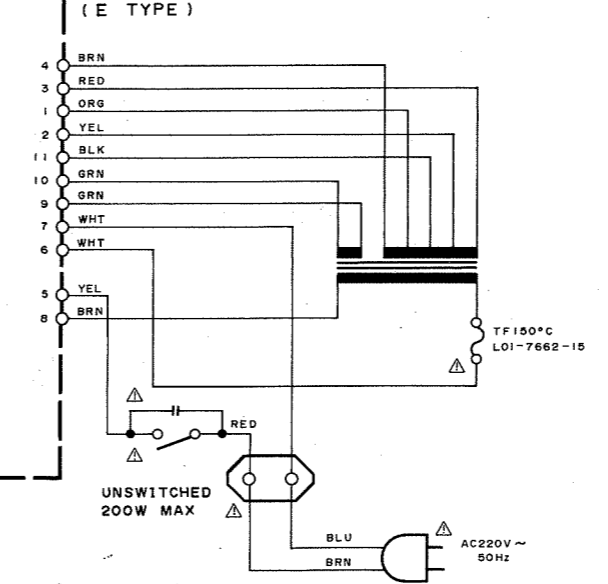 (E TYPE)
4 BRN
3 RED
1 ORG
2 YEL
11 BLK
10 GRN
9 GRN
7 WHT
6 WHT
5 YEL
8 BRN
TF150°C
L01-7662-15
RED
UNSWITCHED
200W MAX
BLU
BRN
AC220V~
50Hz